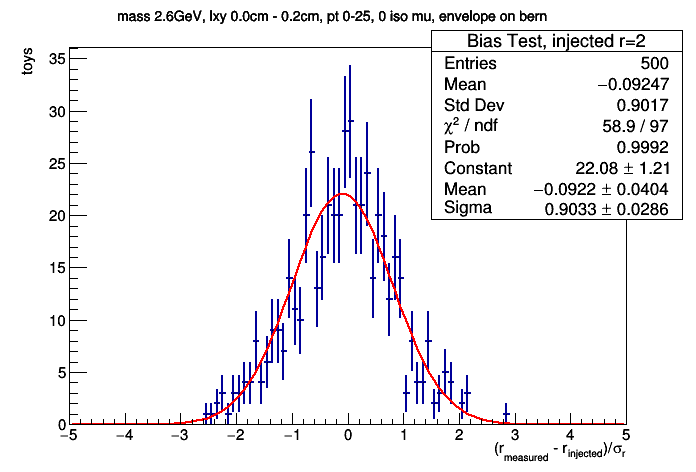 mass 2.6GeV, lxy 0.0cm - 0.2cm, pt 0-25, 0 iso mu, envelope on bern
Bias Test, injected r=2
Entries 500
Mean −0.09247
Std Dev 0.9017
χ² / ndf 58.9 / 97
Prob 0.9992
Constant 22.08 ± 1.21
Mean −0.0922 ± 0.0404
Sigma 0.9033 ± 0.0286
toys
35
30
25
20
15
10
5
0
−5 −4 −3 −2 −1 0 1 2 3 4 5
(r_measured - r_injected)/σ_r